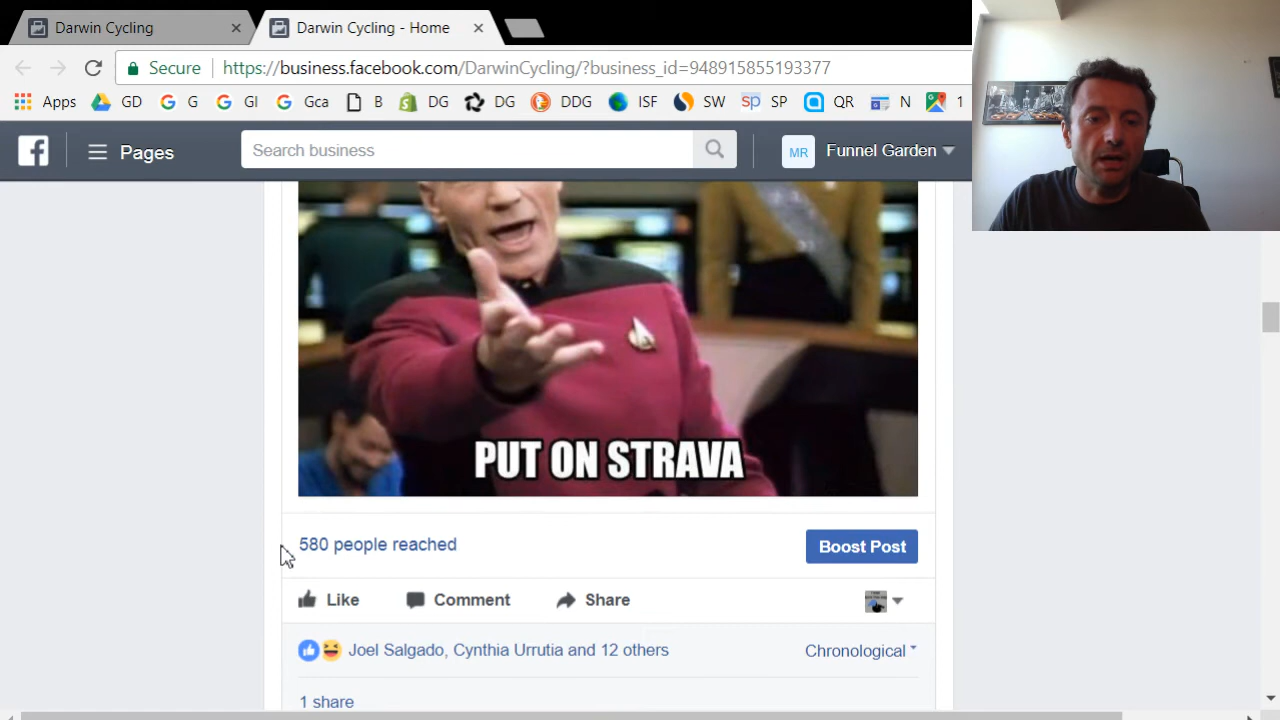 Darwin Cycling
Darwin Cycling - Home
Secure https://business.facebook.com/DarwinCycling/?business_id=948915855193377
Apps GD G GI Gca B DG DG DDG ISF SW SP QR N 1
Pages Search business MR Funnel Garden
PUT ON STRAVA
580 people reached Boost Post
Like Comment Share
Joel Salgado, Cynthia Urrutia and 12 others Chronological
1 share